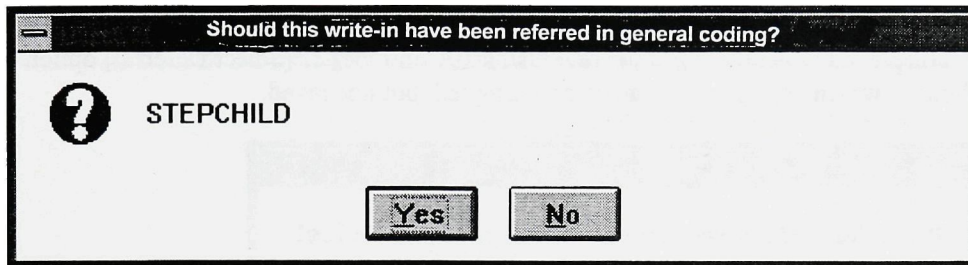 Should this write-in have been referred in general coding?
STEPCHILD
Yes No